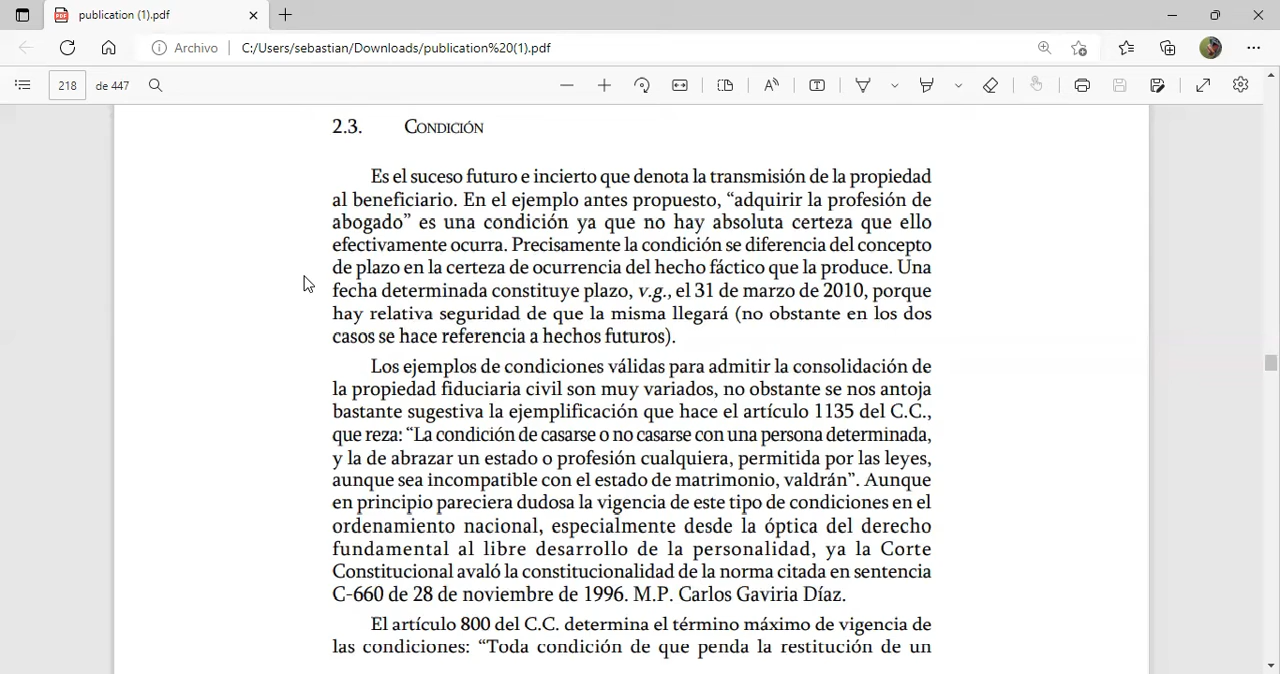 publication (1).pdf
Archivo
C:/Users/sebastian/Downloads/publication%20(1).pdf
218 de 447
2.3. CONDICIÓN
Es el suceso futuro e incierto que denota la transmisión de la propiedad
al beneficiario. En el ejemplo antes propuesto, “adquirir la profesión de
abogado” es una condición ya que no hay absoluta certeza que ello
efectivamente ocurra. Precisamente la condición se diferencia del concepto
de plazo en la certeza de ocurrencia del hecho fáctico que la produce. Una
fecha determinada constituye plazo, v.g., el 31 de marzo de 2010, porque
hay relativa seguridad de que la misma llegará (no obstante en los dos
casos se hace referencia a hechos futuros).
Los ejemplos de condiciones válidas para admitir la consolidación de
la propiedad fiduciaria civil son muy variados, no obstante se nos antoja
bastante sugestiva la ejemplificación que hace el artículo 1135 del C.C.,
que reza: “La condición de casarse o no casarse con una persona determinada,
y la de abrazar un estado o profesión cualquiera, permitida por las leyes,
aunque sea incompatible con el estado de matrimonio, valdrán”. Aunque
en principio pareciera dudosa la vigencia de este tipo de condiciones en el
ordenamiento nacional, especialmente desde la óptica del derecho
fundamental al libre desarrollo de la personalidad, ya la Corte
Constitucional avaló la constitucionalidad de la norma citada en sentencia
C-660 de 28 de noviembre de 1996. M.P. Carlos Gaviria Díaz.
El artículo 800 del C.C. determina el término máximo de vigencia de
las condiciones: “Toda condición de que penda la restitución de un